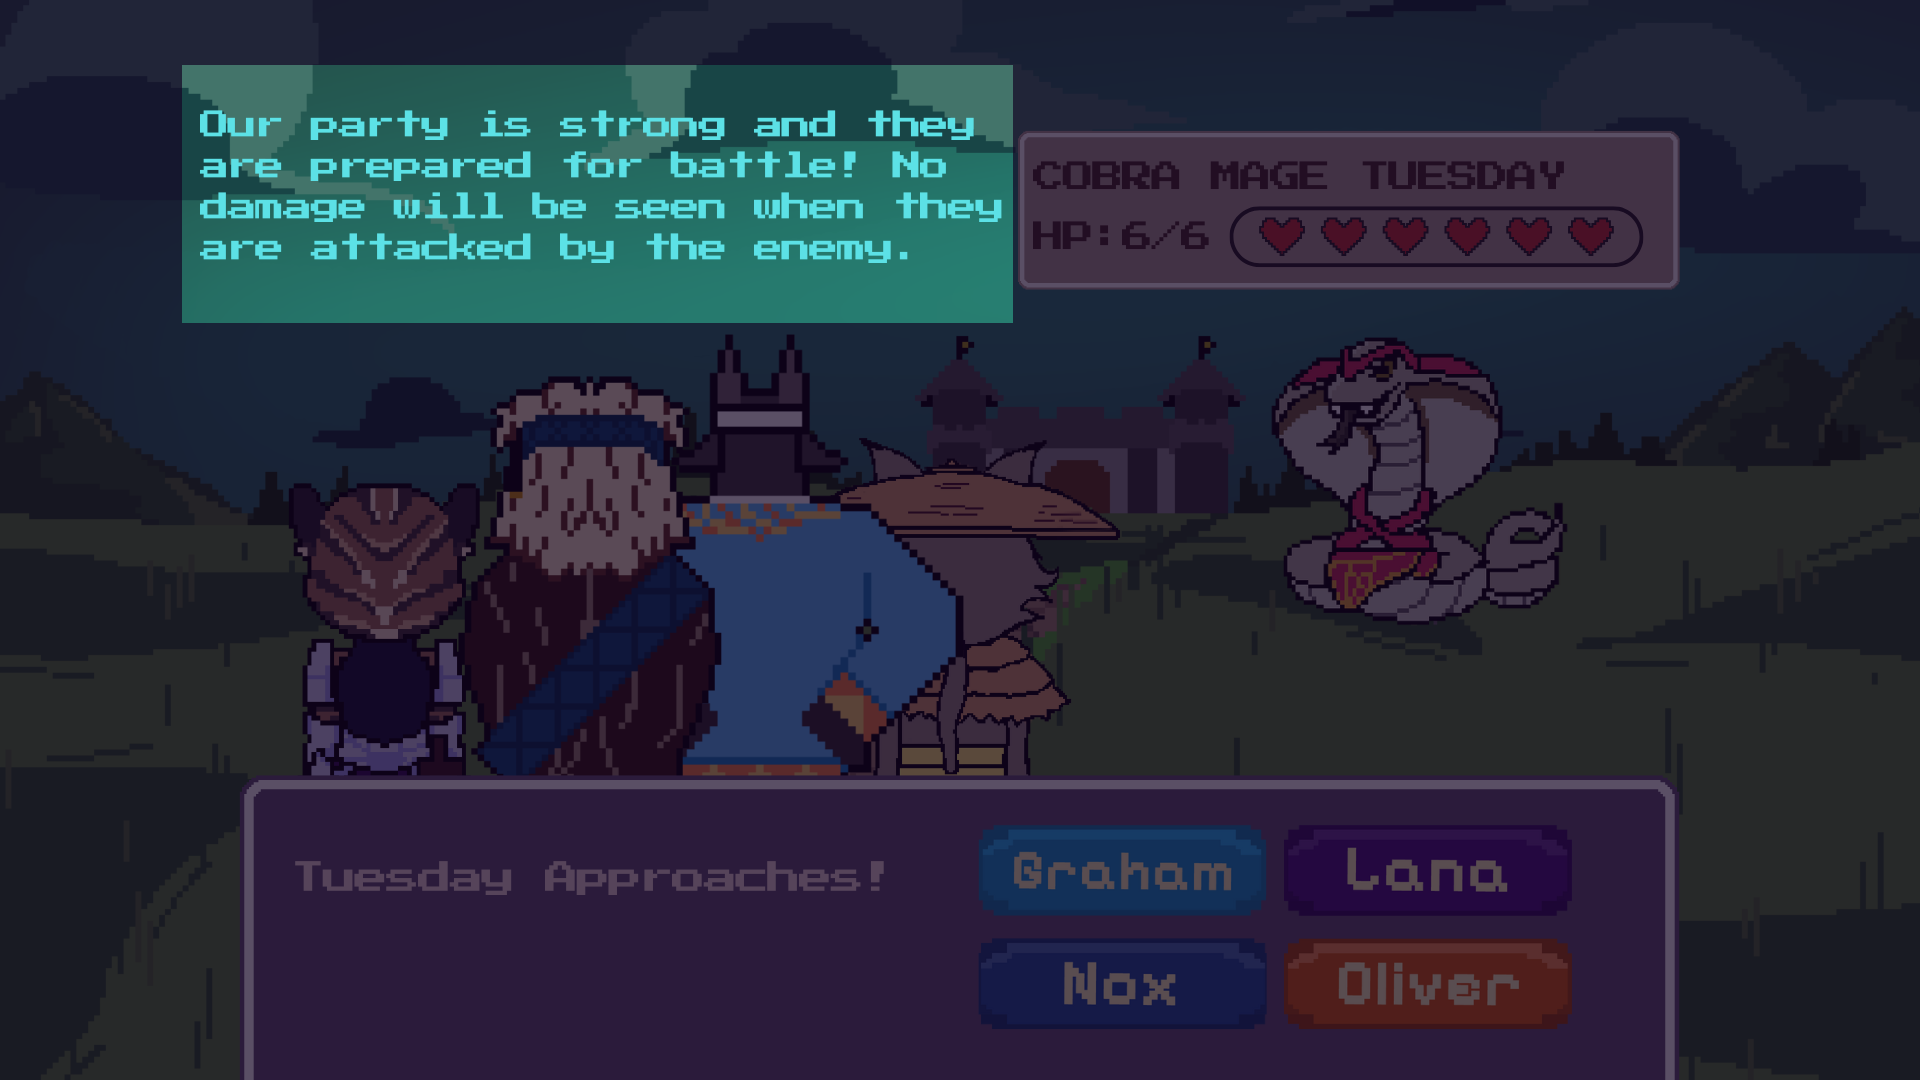 Our party is strong and they
are prepared for battle! No
damage will be seen when they
are attacked by the enemy.
COBRA MAGE TUESDAY
HP:6/6
Tuesday Approaches!
Graham
Lana
Nox
Oliver